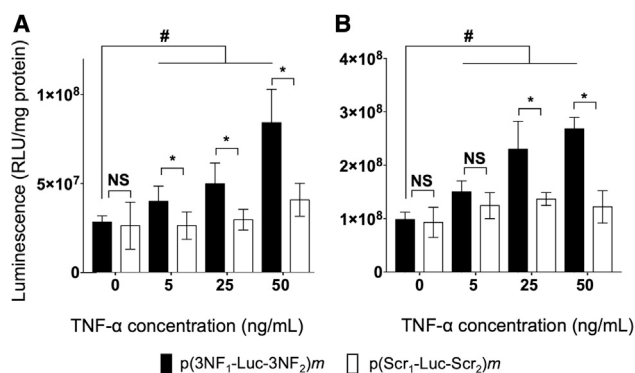 A
B
#
#
Luminescence (RLU/mg protein)
1×10⁸
5×10⁷
0
NS
*
*
*
0
5
25
50
4×10⁸
3×10⁸
2×10⁸
1×10⁸
0
NS
NS
*
*
0
5
25
50
TNF-α concentration (ng/mL)
TNF-α concentration (ng/mL)
p(3NF₁-Luc-3NF₂)m
p(Scr₁-Luc-Scr₂)m